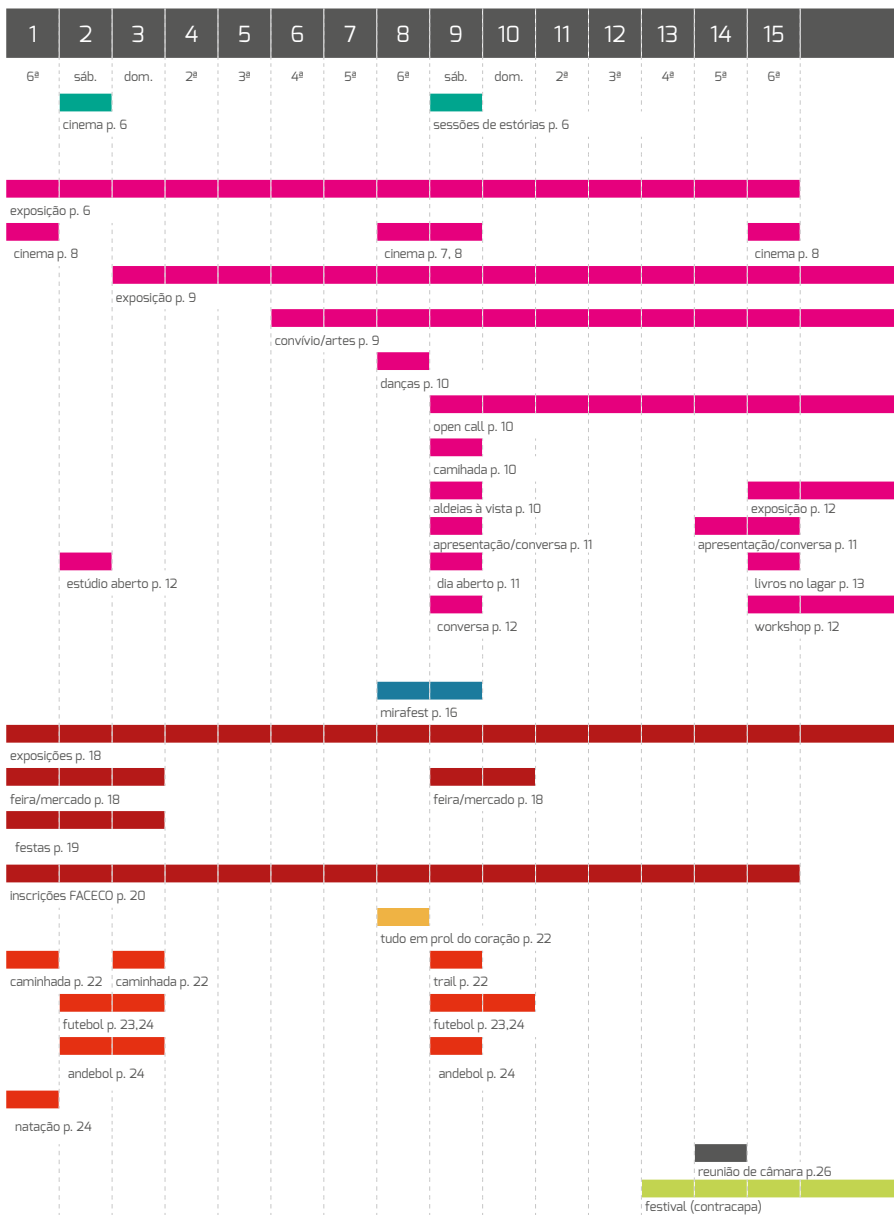 1 2 3 4 5 6 7 8 9 10 11 12 13 14 15
6ª sáb. dom. 2ª 3ª 4ª 5ª 6ª sáb. dom. 2ª 3ª 4ª 5ª 6ª
cinema p. 6 sessões de estórias p. 6
exposição p. 6
cinema p. 8 cinema p. 7, 8 cinema p. 8
exposição p. 9
convívio/artes p. 9
danças p. 10
open call p. 10
camihada p. 10
aldeias à vista p. 10 exposição p. 12
apresentação/conversa p. 11 apresentação/conversa p. 11
estúdio aberto p. 12 dia aberto p. 11 livros no lagar p. 13
conversa p. 12 workshop p. 12
mirafest p. 16
exposições p. 18
feira/mercado p. 18 feira/mercado p. 18
festas p. 19
inscrições FACECO p. 20
tudo em prol do coração p. 22
caminhada p. 22 caminhada p. 22 trail p. 22
futebol p. 23,24 futebol p. 23,24
andebol p. 24 andebol p. 24
natação p. 24
reunião de câmara p.26
festival (contracapa)